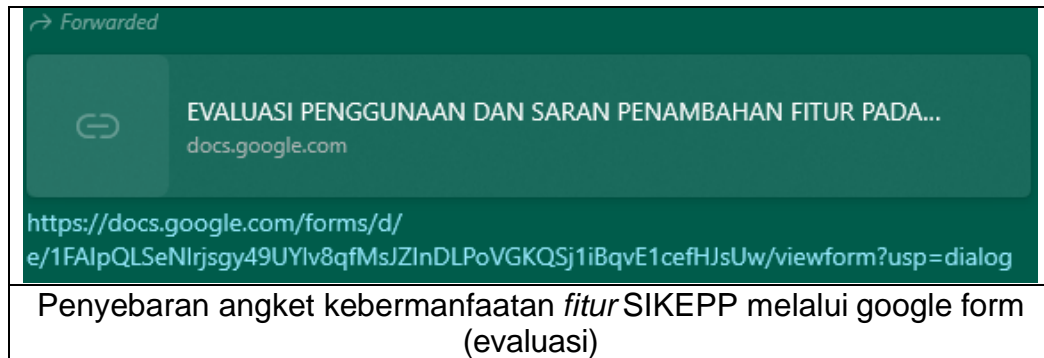 Forwarded
EVALUASI PENGGUNAAN DAN SARAN PENAMBAHAN FITUR PADA...
docs.google.com
https://docs.google.com/forms/d/
e/1FAIpQLSeNIrjsgy49UYlv8qfMsJZInDLPoVGKQSj1iBqvE1cefHJsUw/viewform?usp=dialog
Penyebaran angket kebermanfaatan fitur SIKEPP melalui google form
(evaluasi)